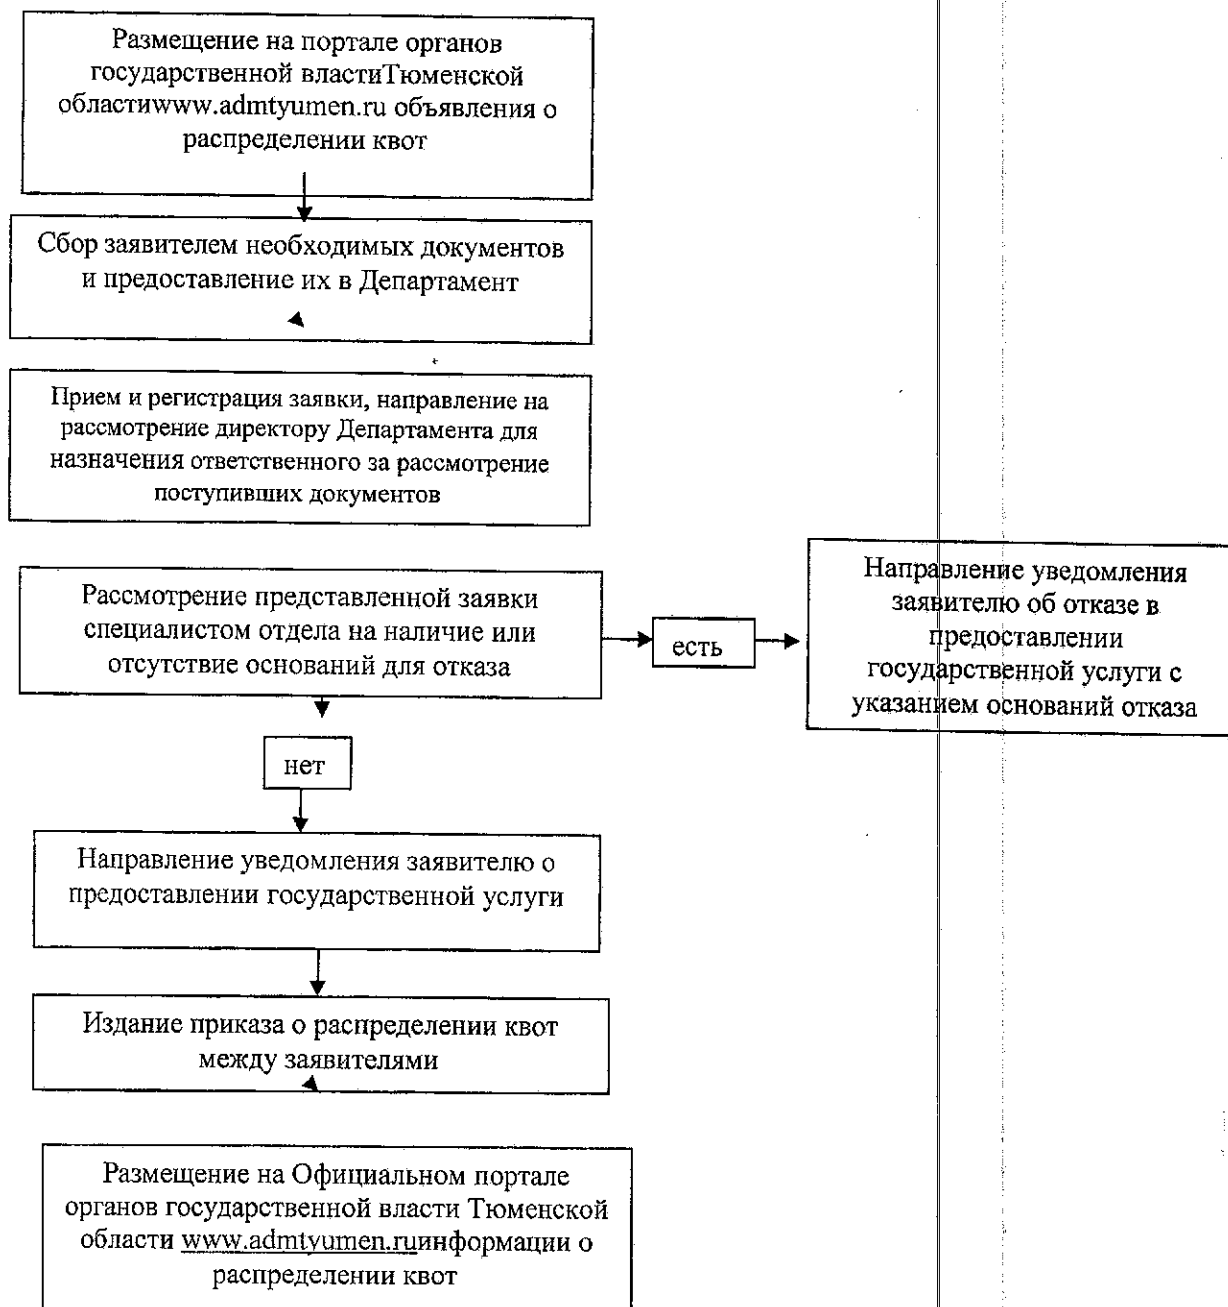 Размещение на портале органов
государственной властиТюменской
областиwww.admtyumen.ru объявления о
распределении квот
Сбор заявителем необходимых документов
и предоставление их в Департамент
Прием и регистрация заявки, направление на
рассмотрение директору Департамента для
назначения ответственного за рассмотрение
поступивших документов
Рассмотрение представленной заявки
специалистом отдела на наличие или
отсутствие оснований для отказа
есть
Направление уведомления
заявителю об отказе в
предоставлении
государственной услуги с
указанием оснований отказа
нет
Направление уведомления заявителю о
предоставлении государственной услуги
Издание приказа о распределении квот
между заявителями
Размещение на Официальном портале
органов государственной власти Тюменской
области www.admtyumen.ruинформации о
распределении квот